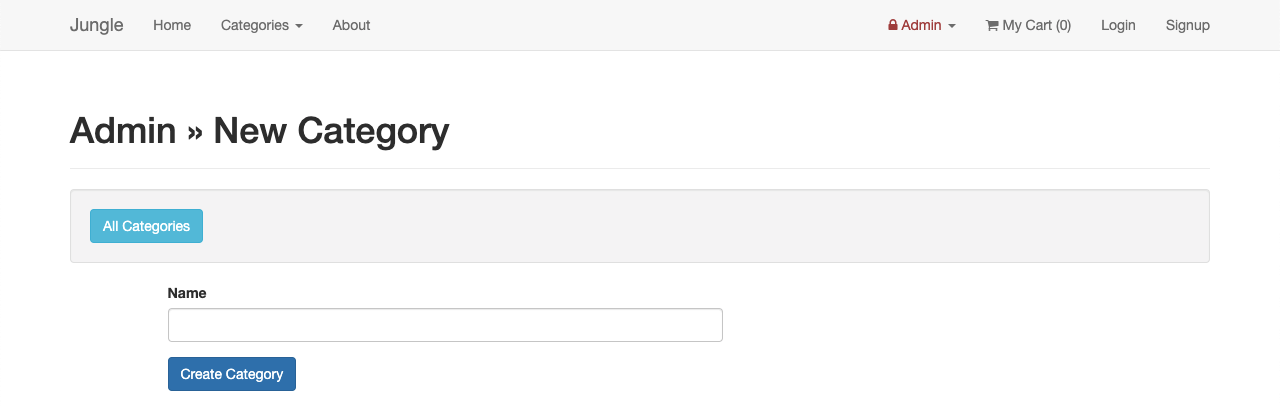 Jungle Home Categories About Admin My Cart (0) Login Signup
Admin » New Category
All Categories
Name
Create Category